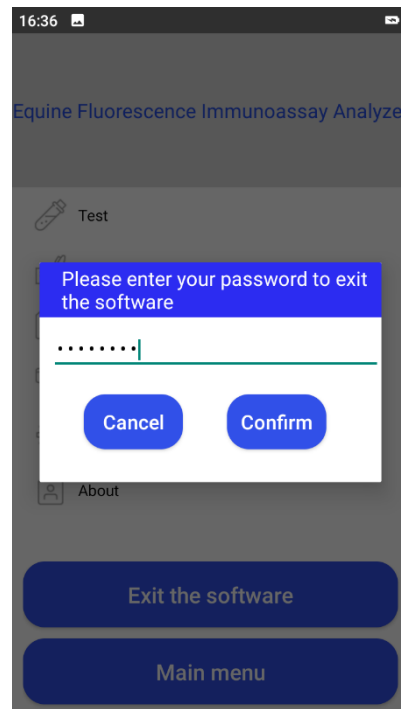 16:36
Equine Fluorescence Immunoassay Analyze
Test
Please enter your password to exit
the software
Cancel
Confirm
About
Exit the software
Main menu